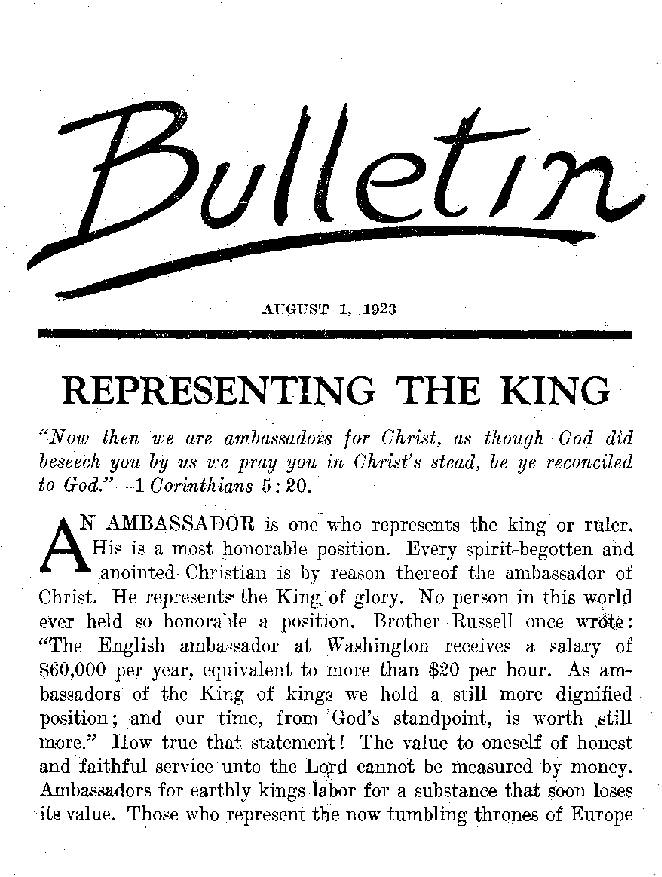 Bulletin
AUGUST 1, 1923
REPRESENTING THE KING
"Now then we are ambassadors for Christ, as though God did
beseech you by us we pray you in Christ's stead, be ye reconciled
to God." —1 Corinthians 5:20.
AN AMBASSADOR is one who represents the king or ruler.
His is a most honorable position. Every spirit-begotten and
anointed Christian is by reason thereof the ambassador of
Christ. He represents the King of glory. No person in this world
ever held so honorable a position. Brother Russell once wrote:
"The English ambassador at Washington receives a salary of
$60,000 per year, equivalent to more than $20 per hour. As am-
bassadors of the King of kings we hold a still more dignified
position; and our time, from God's standpoint, is worth still
more." How true that statement! The value to oneself of honest
and faithful service unto the Lord cannot be measured by money.
Ambassadors for earthly kings labor for a substance that soon loses
its value. Those who represent the now tumbling thrones of Europe